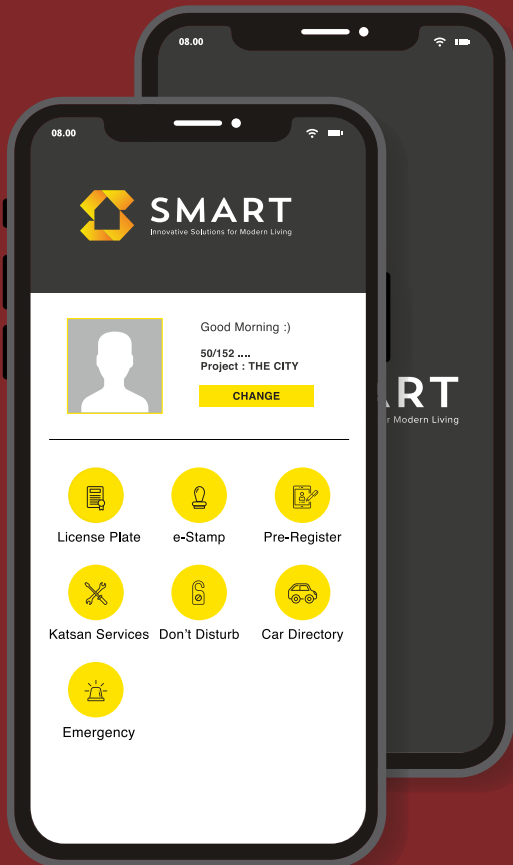 08.00
08.00
SMART
Innovative Solutions for Modern Living
Good Morning :)
50/152 ....
Project : THE CITY
CHANGE
ART
r Modern Living
License Plate
e-Stamp
Pre-Register
Katsan Services
Don't Disturb
Car Directory
Emergency